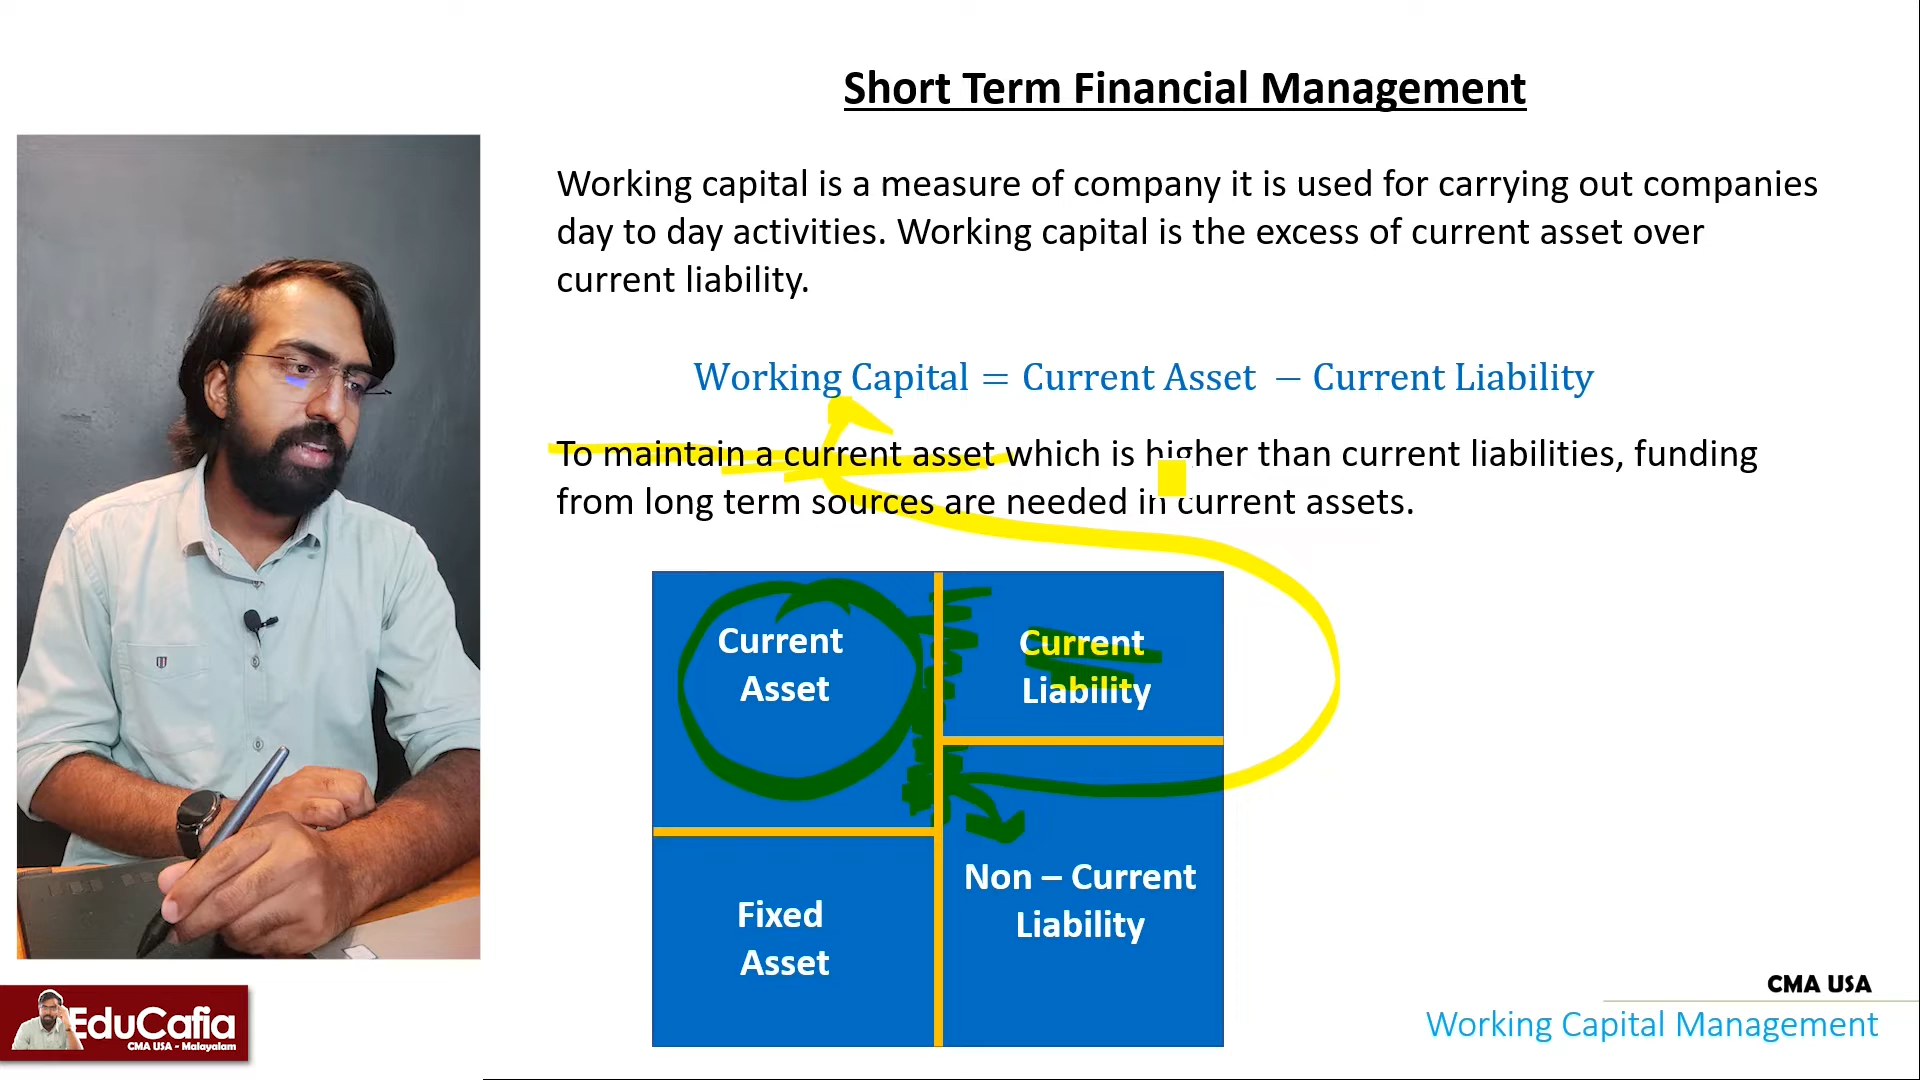 Short Term Financial Management
Working capital is a measure of company it is used for carrying out companies
day to day activities. Working capital is the excess of current asset over
current liability.
Working Capital = Current Asset − Current Liability
To maintain a current asset which is higher than current liabilities, funding
from long term sources are needed in current assets.
Current
Asset
Current
Liability
Fixed
Asset
Non – Current
Liability
EduCafia
CMA USA - Malayalam
CMA USA
Working Capital Management